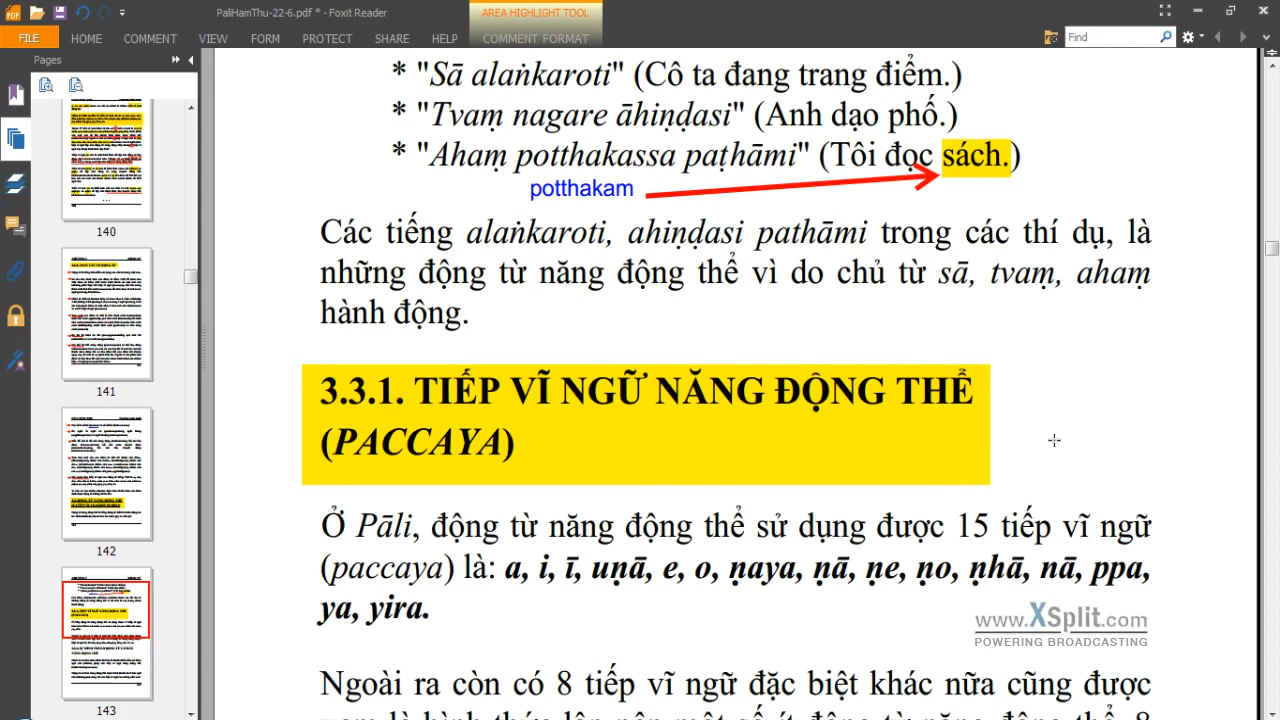 PaliHamThu-22-6.pdf * - Foxit Reader
AREA HIGHLIGHT TOOL
FILE HOME COMMENT VIEW FORM PROTECT SHARE HELP COMMENT FORMAT
Find
Pages
140
141
142
143
* "Sā alaṅkaroti" (Cô ta đang trang điểm.)
* "Tvaṃ nagare āhiṇḍasi" (Anh dạo phố.)
* "Ahaṃ potthakassa paṭhāmi" (Tôi đọc sách.)
potthakam
Các tiếng alaṅkaroti, ahiṇḍasi pathāmi trong các thí dụ, là
những động từ năng động thể vì do chủ từ sā, tvaṃ, ahaṃ
hành động.
3.3.1. TIẾP VĨ NGỮ NĂNG ĐỘNG THỂ
(PACCAYA)
Ở Pāli, động từ năng động thể sử dụng được 15 tiếp vĩ ngữ
(paccaya) là: a, i, ī, uṇā, e, o, ṇaya, ṇā, ṇe, ṇo, ṇhā, nā, ppa,
ya, yira.
www.XSplit.com
POWERING BROADCASTING
Ngoài ra còn có 8 tiếp vĩ ngữ đặc biệt khác nữa cũng được